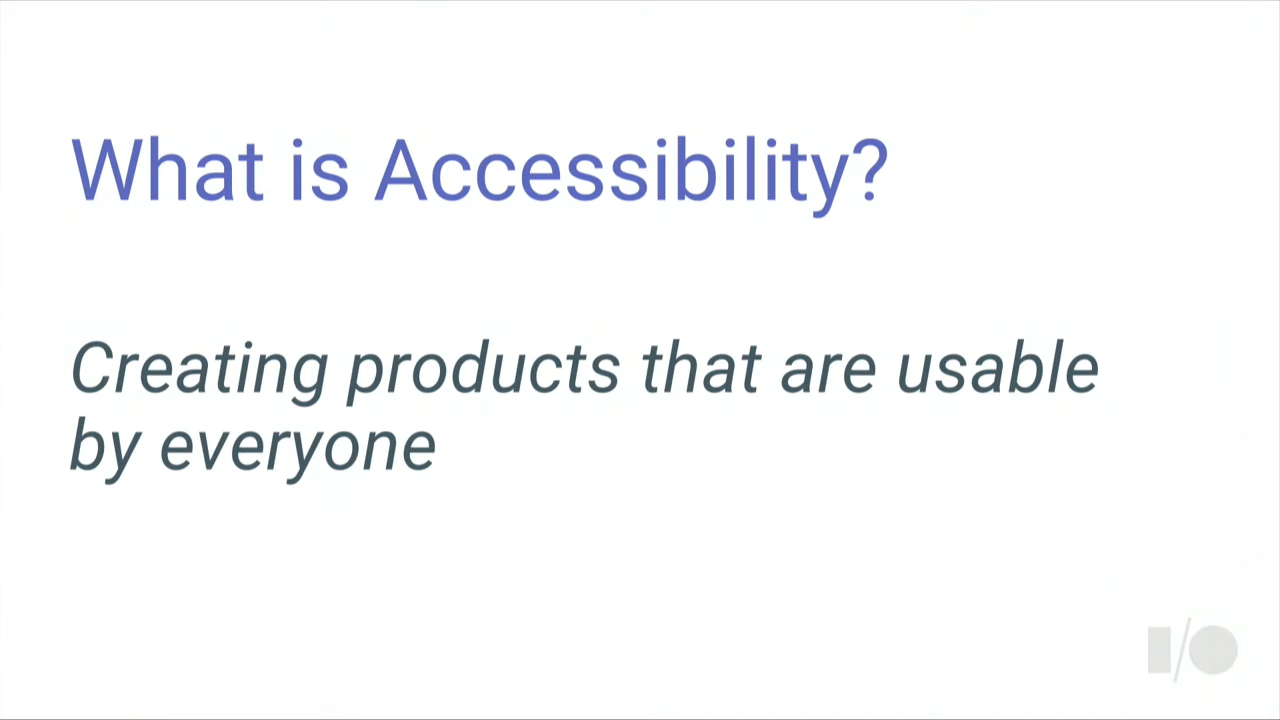 What is Accessibility?
Creating products that are usable
by everyone
I/O